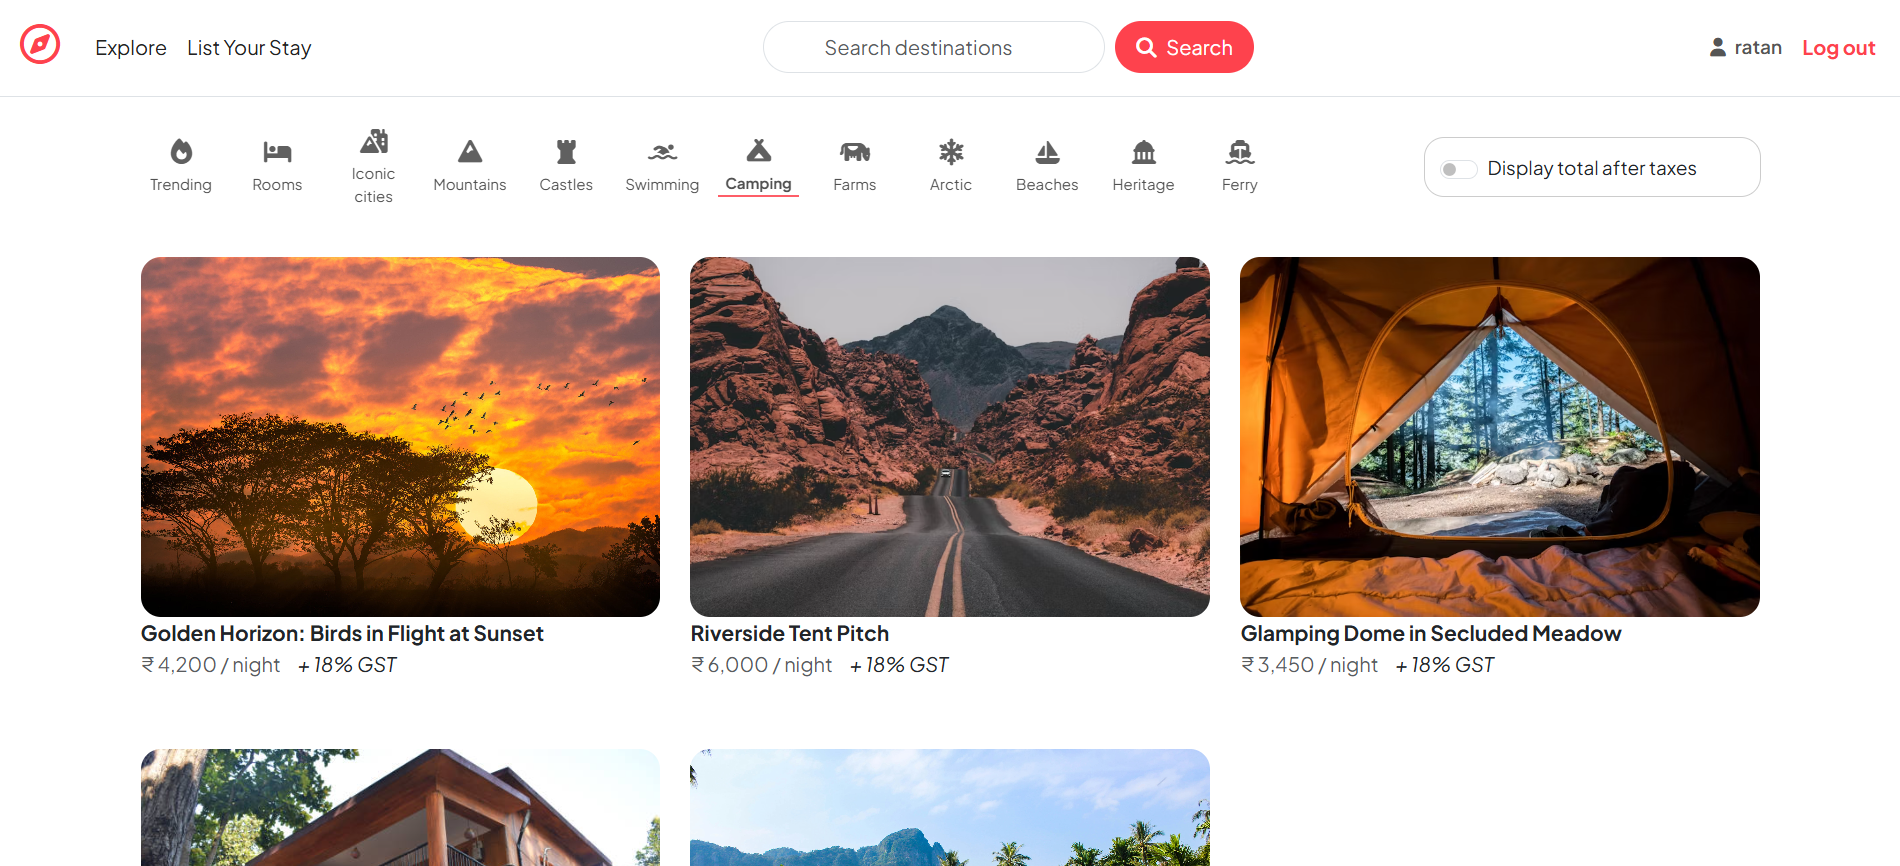 Explore List Your Stay Search destinations Search ratan Log out
Trending Rooms Iconic cities Mountains Castles Swimming Camping Farms Arctic Beaches Heritage Ferry Display total after taxes
Golden Horizon: Birds in Flight at Sunset
₹ 4,200 / night + 18% GST
Riverside Tent Pitch
₹ 6,000 / night + 18% GST
Glamping Dome in Secluded Meadow
₹ 3,450 / night + 18% GST